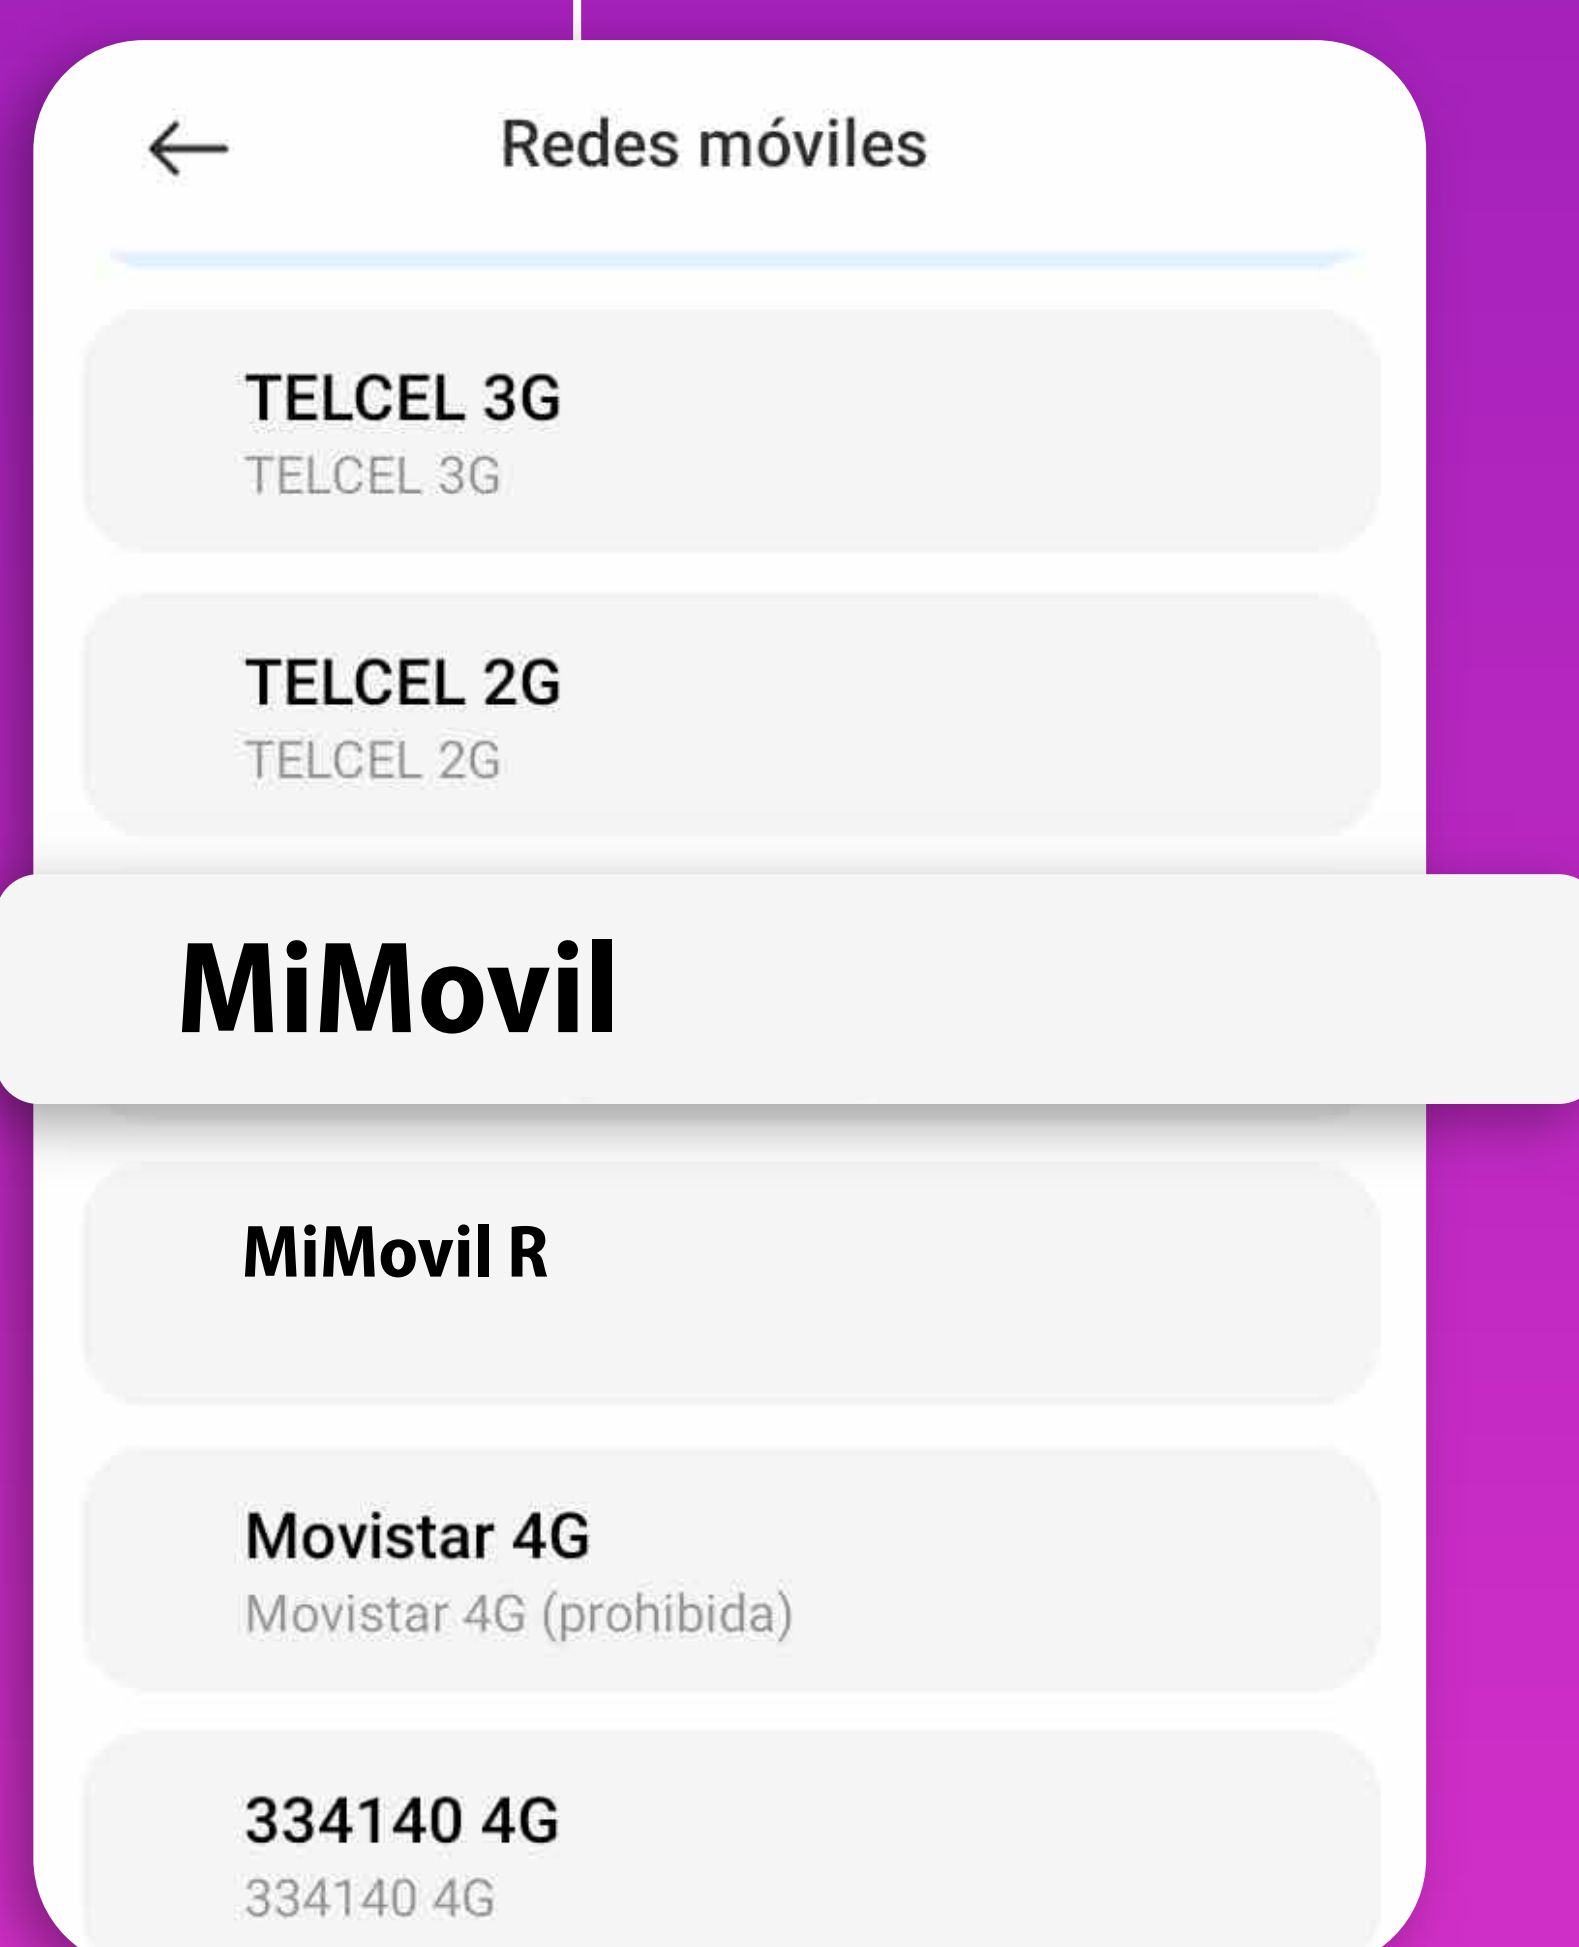 Redes móviles
TELCEL 3G
TELCEL 3G
TELCEL 2G
TELCEL 2G
MiMovil
MiMovil R
Movistar 4G
Movistar 4G (prohibida)
334140 4G
334140 4G